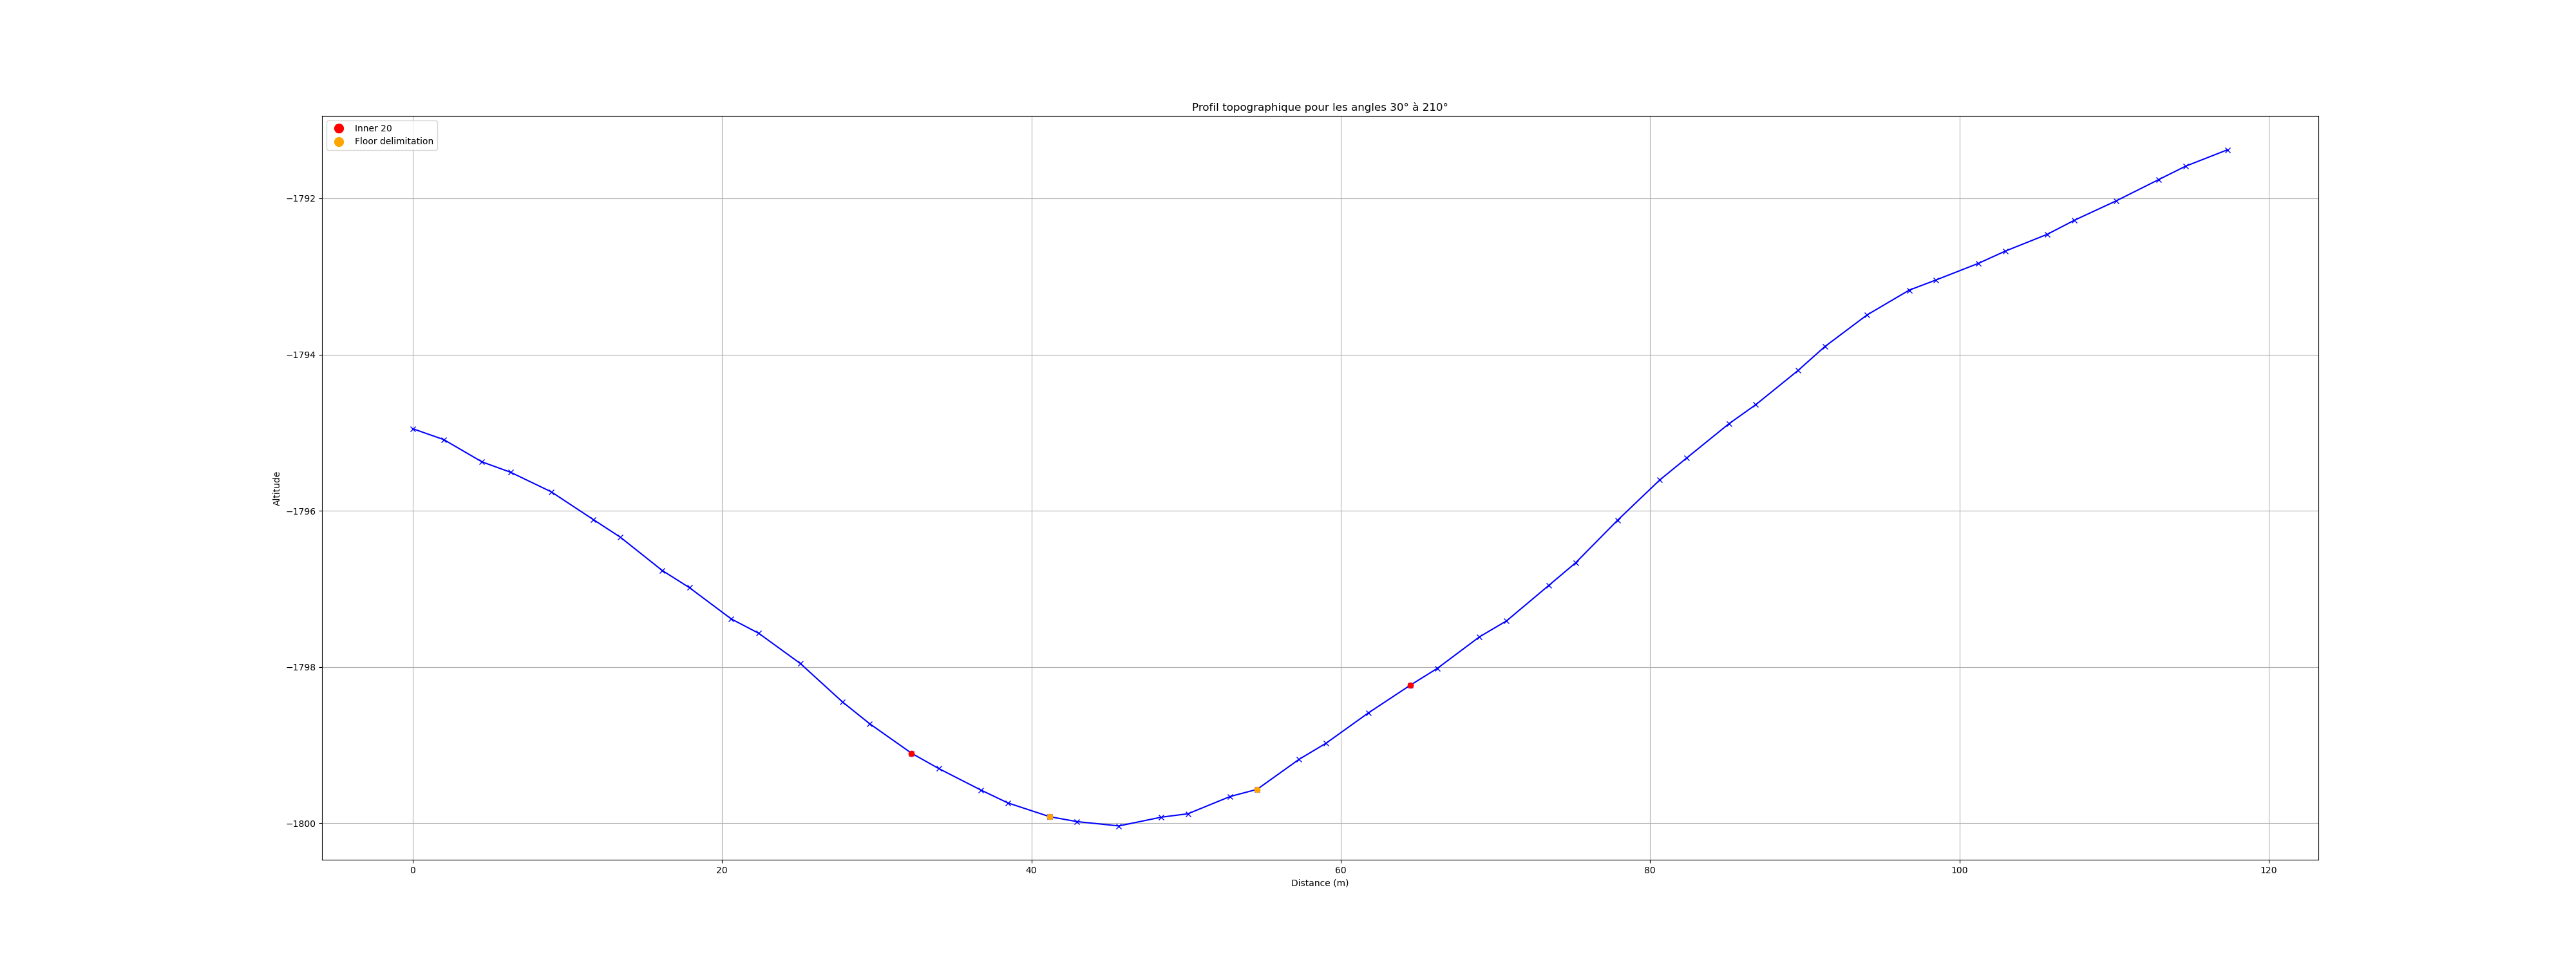 Profil topographique pour les angles 30° à 210°
Inner 20
Floor delimitation
−1792
−1794
−1796
−1798
−1800
Altitude
0 20 40 60 80 100 120
Distance (m)